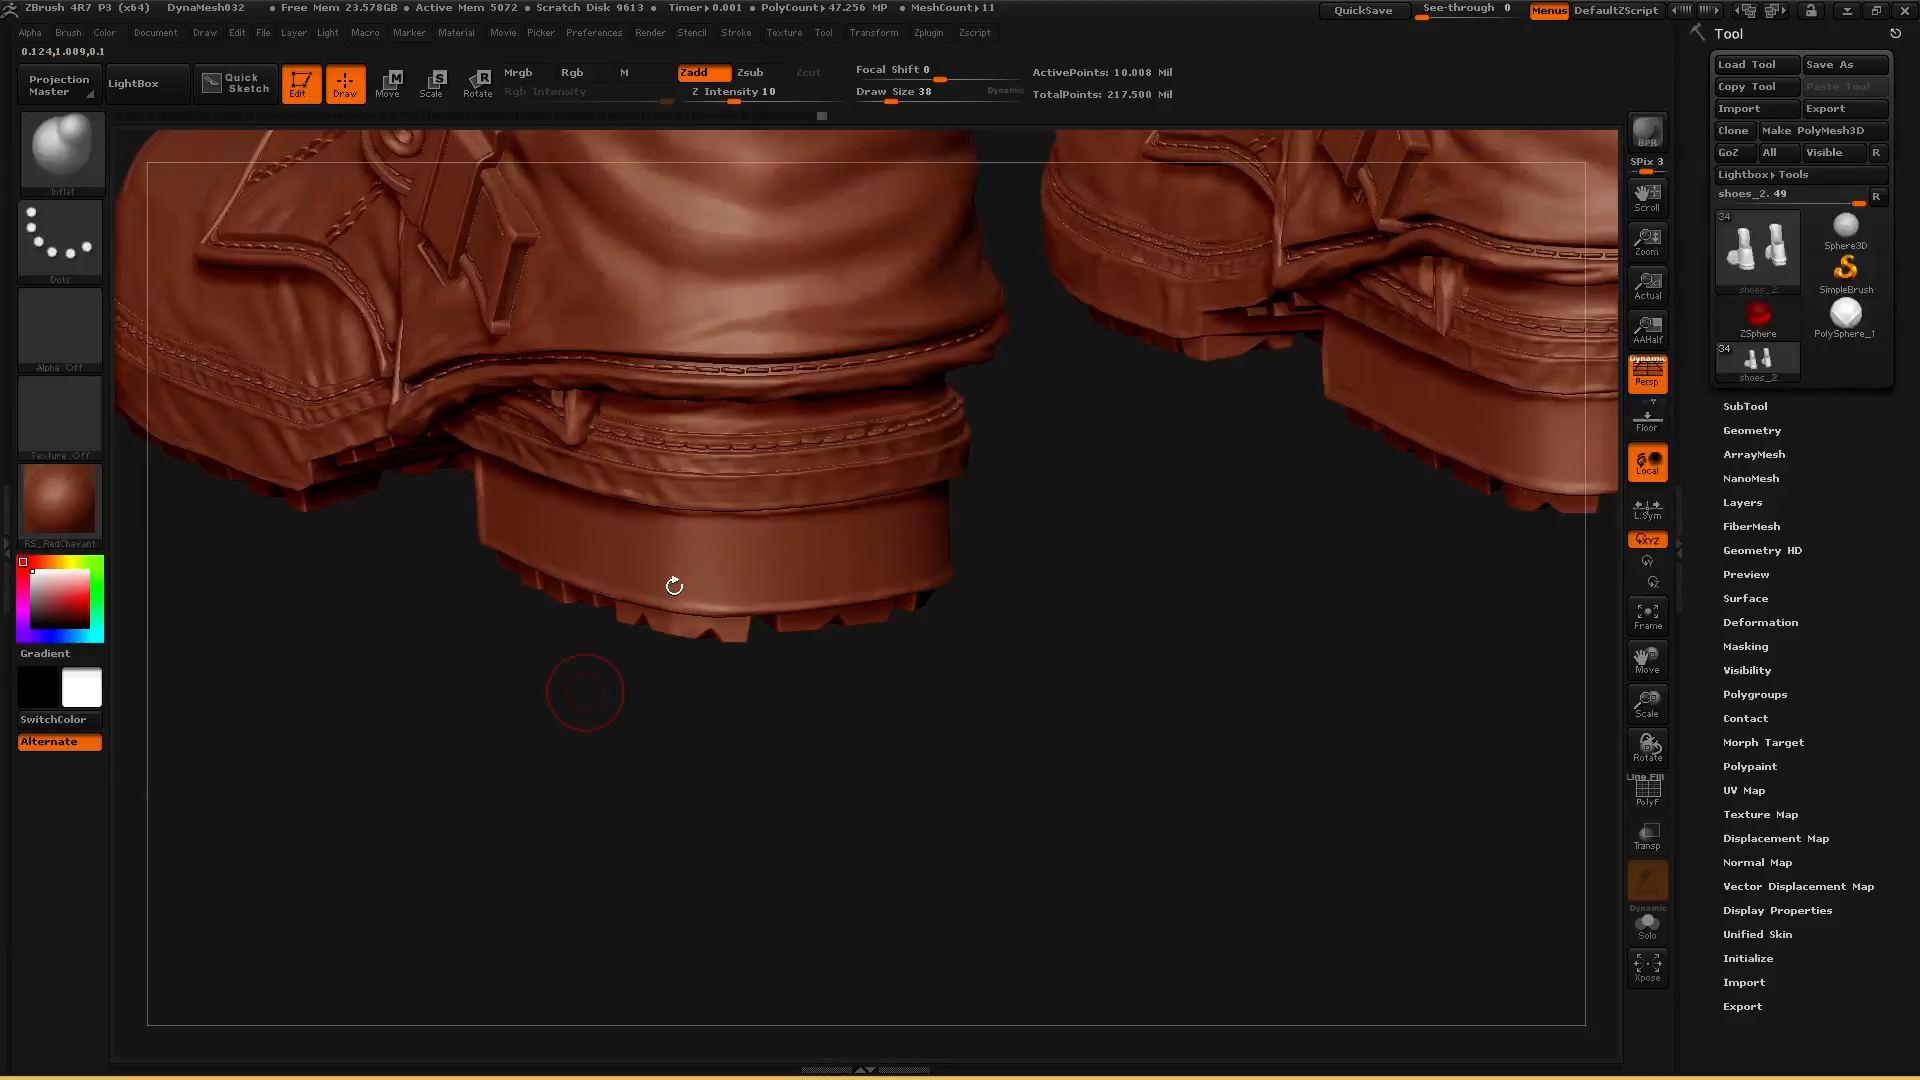 ZBrush 4R7 P3 (x64) DynaMesh032 • Free Mem 23.578GB • Active Mem 5072 • Scratch Disk 9613 • Timer▸0.001 • PolyCount▸47.256 MP • MeshCount▸11
QuickSave See-through 0 Menus DefaultZScript
Alpha Brush Color Document Draw Edit File Layer Light Macro Marker Material Movie Picker Preferences Render Stencil Stroke Texture Tool Transform Zplugin Zscript
0.124,1.009,0.1
Projection Master
LightBox
Quick Sketch
Edit
Draw
Move
Scale
Rotate
Mrgb Rgb M
Rgb Intensity
Zadd Zsub Zcut
Z Intensity 10
Focal Shift 0
Draw Size 38
Dynamic
ActivePoints: 10.008 Mil
TotalPoints: 217.500 Mil
Inflat
Dots
Alpha Off
Texture Off
RS_RedChavant
Gradient
SwitchColor
Alternate
BPR
SPix 3
Scroll
Zoom
Actual
AAHalf
Dynamic
Persp
Floor
Local
L.Sym
XYZ
Y
Z
Frame
Move
Scale
Rotate
Line Fill
PolyF
Transp
Ghost
Dynamic
Solo
Xpose
Tool
Load Tool Save As
Copy Tool Paste Tool
Import Export
Clone Make PolyMesh3D
GoZ All Visible R
Lightbox▸Tools
shoes_2. 49 R
34
shoes_2
Sphere3D
SimpleBrush
ZSphere
PolySphere_1
34
shoes_2
SubTool
Geometry
ArrayMesh
NanoMesh
Layers
FiberMesh
Geometry HD
Preview
Surface
Deformation
Masking
Visibility
Polygroups
Contact
Morph Target
Polypaint
UV Map
Texture Map
Displacement Map
Normal Map
Vector Displacement Map
Display Properties
Unified Skin
Initialize
Import
Export